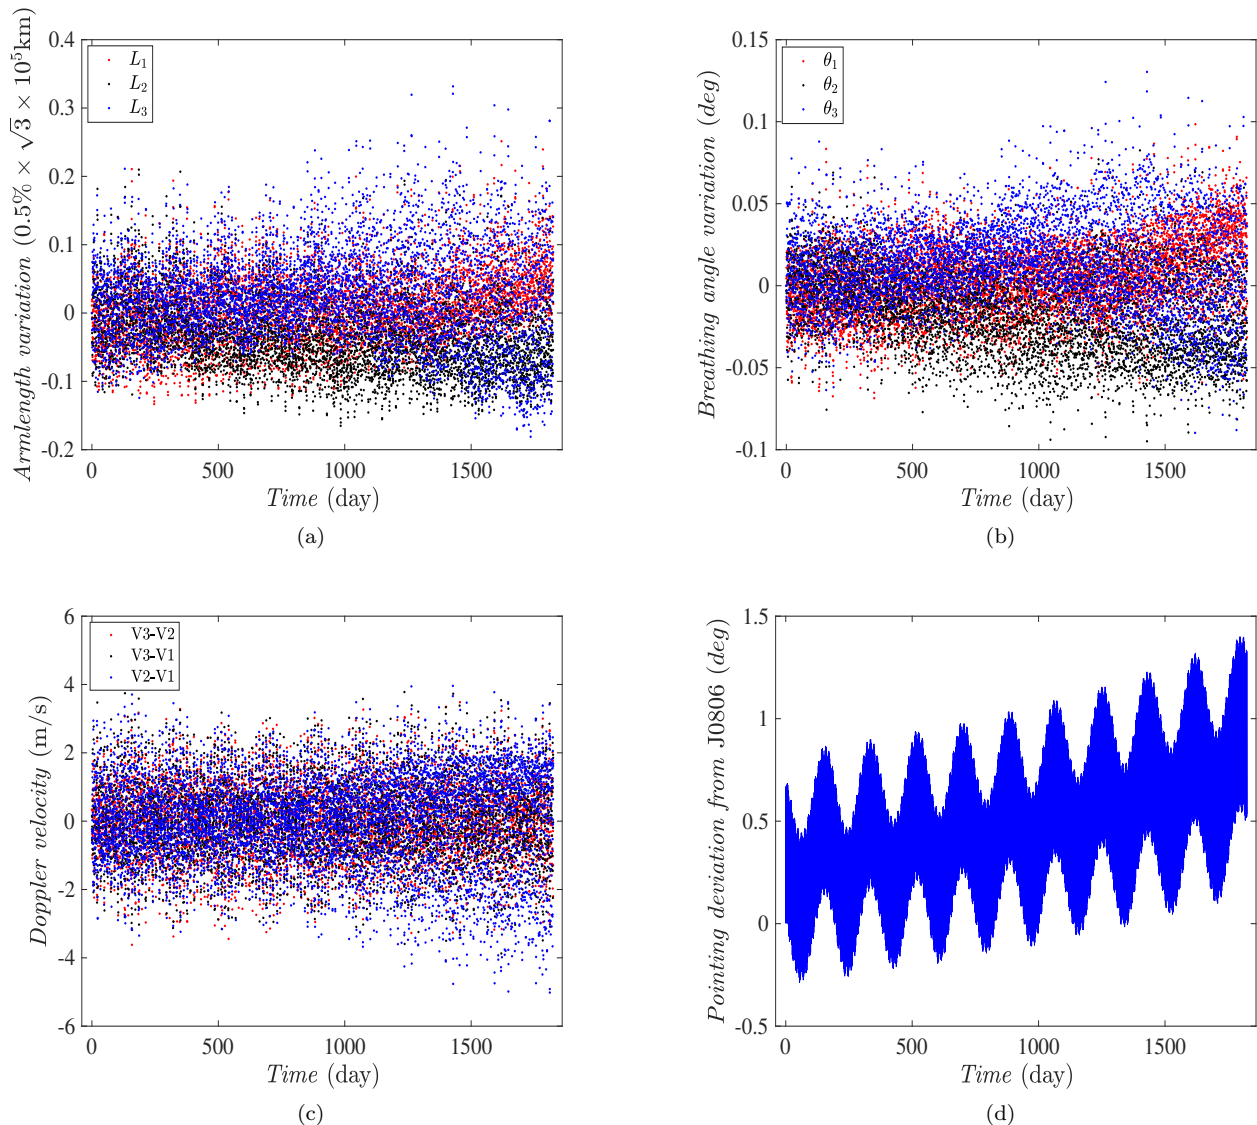 Armlength variation (0.5% × √3 × 10⁵km)
0.4
0.3
0.2
0.1
0
-0.1
-0.2
L₁
L₂
L₃
0 500 1000 1500
Time (day)
(a)
Breathing angle variation (deg)
0.15
0.1
0.05
0
-0.05
-0.1
θ₁
θ₂
θ₃
0 500 1000 1500
Time (day)
(b)
Doppler velocity (m/s)
6
4
2
0
-2
-4
-6
V3-V2
V3-V1
V2-V1
0 500 1000 1500
Time (day)
(c)
Pointing deviation from J0806 (deg)
1.5
1
0.5
0
-0.5
0 500 1000 1500
Time (day)
(d)